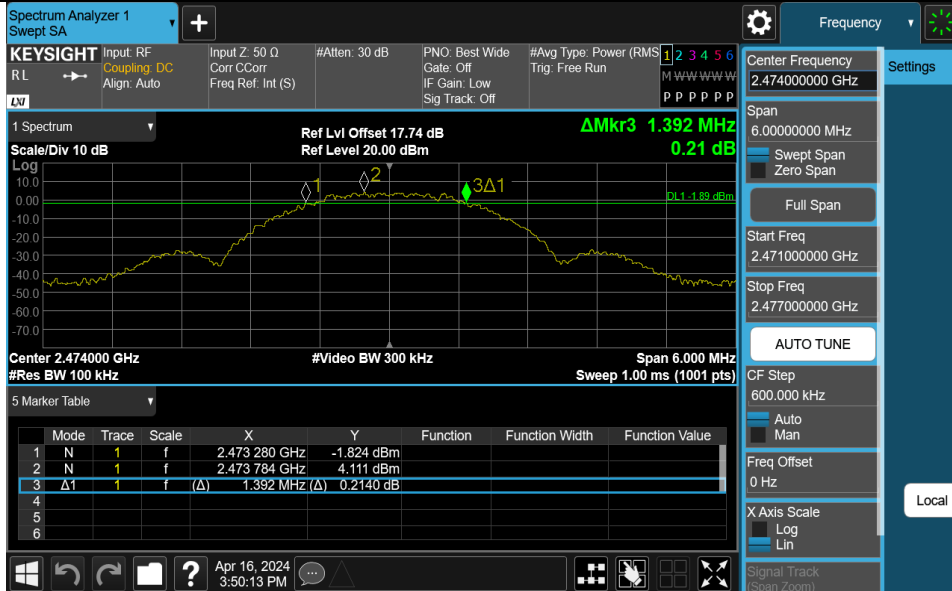 Spectrum Analyzer 1
Swept SA
+
Frequency
KEYSIGHT
R L
LXI
Input: RF
Coupling: DC
Align: Auto
Input Z: 50 Ω
Corr CCorr
Freq Ref: Int (S)
#Atten: 30 dB
PNO: Best Wide
Gate: Off
IF Gain: Low
Sig Track: Off
#Avg Type: Power (RMS
Trig: Free Run
1 2 3 4 5 6
M W W W W W
P P P P P P
1 Spectrum
Scale/Div 10 dB
Ref Lvl Offset 17.74 dB
Ref Level 20.00 dBm
ΔMkr3 1.392 MHz
0.21 dB
Log
10.0
0.00
-10.0
-20.0
-30.0
-40.0
-50.0
-60.0
-70.0
1
2
3Δ1
DL1 -1.89 dBm
Center 2.474000 GHz
#Video BW 300 kHz
Span 6.000 MHz
#Res BW 100 kHz
Sweep 1.00 ms (1001 pts)
5 Marker Table
Mode Trace Scale X Y Function Function Width Function Value
1 N 1 f 2.473 280 GHz -1.824 dBm
2 N 1 f 2.473 784 GHz 4.111 dBm
3 Δ1 1 f (Δ) 1.392 MHz (Δ) 0.2140 dB
4
5
6
?
Apr 16, 2024
3:50:13 PM
Center Frequency
2.474000000 GHz
Span
6.00000000 MHz
Swept Span
Zero Span
Full Span
Start Freq
2.471000000 GHz
Stop Freq
2.477000000 GHz
AUTO TUNE
CF Step
600.000 kHz
Auto
Man
Freq Offset
0 Hz
X Axis Scale
Log
Lin
Signal Track
(Span Zoom)
Settings
Local